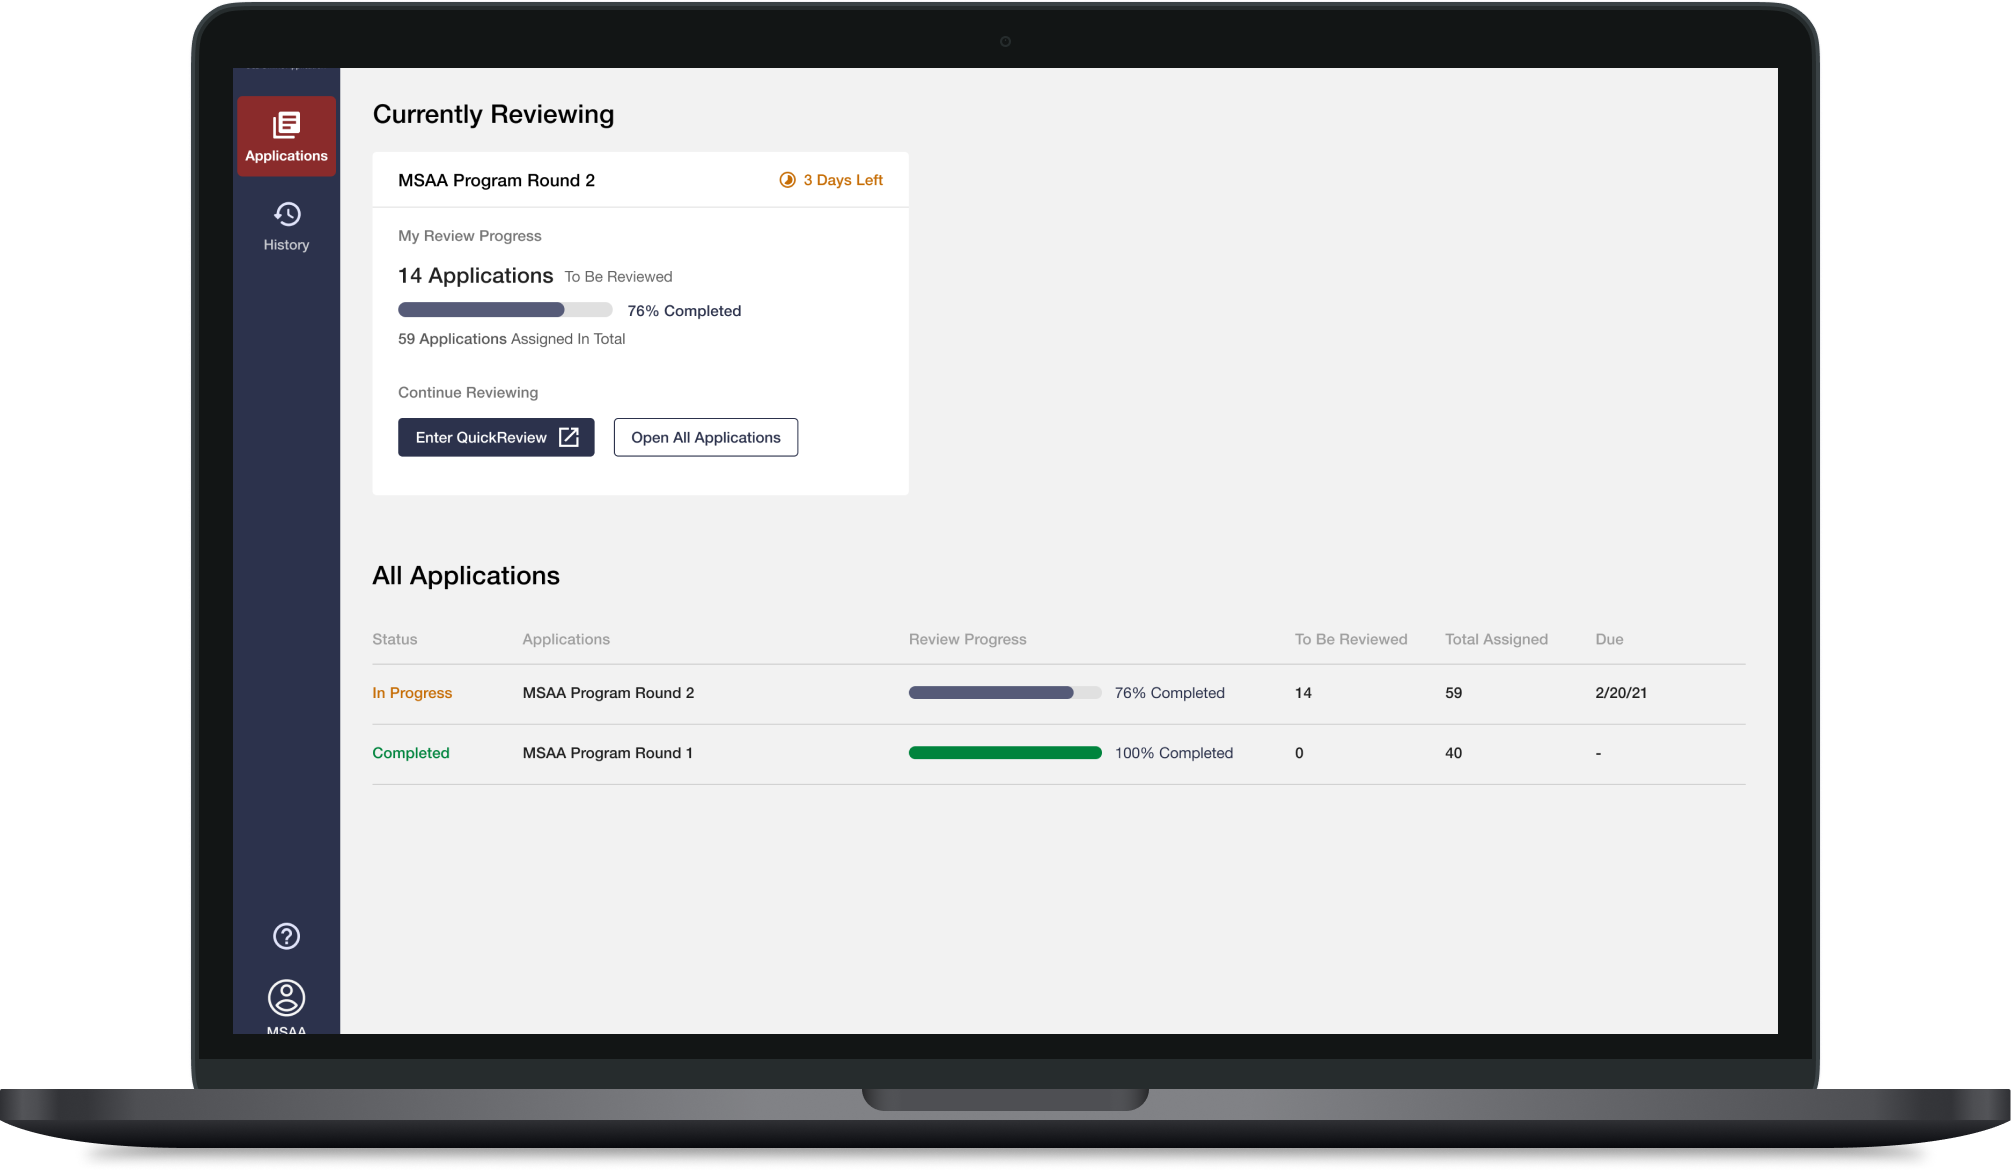 Applications
History
MSAA
Currently Reviewing
MSAA Program Round 2
3 Days Left
My Review Progress
14 Applications To Be Reviewed
76% Completed
59 Applications Assigned In Total
Continue Reviewing
Enter QuickReview
Open All Applications
All Applications
Status Applications Review Progress To Be Reviewed Total Assigned Due
In Progress MSAA Program Round 2 76% Completed 14 59 2/20/21
Completed MSAA Program Round 1 100% Completed 0 40 -